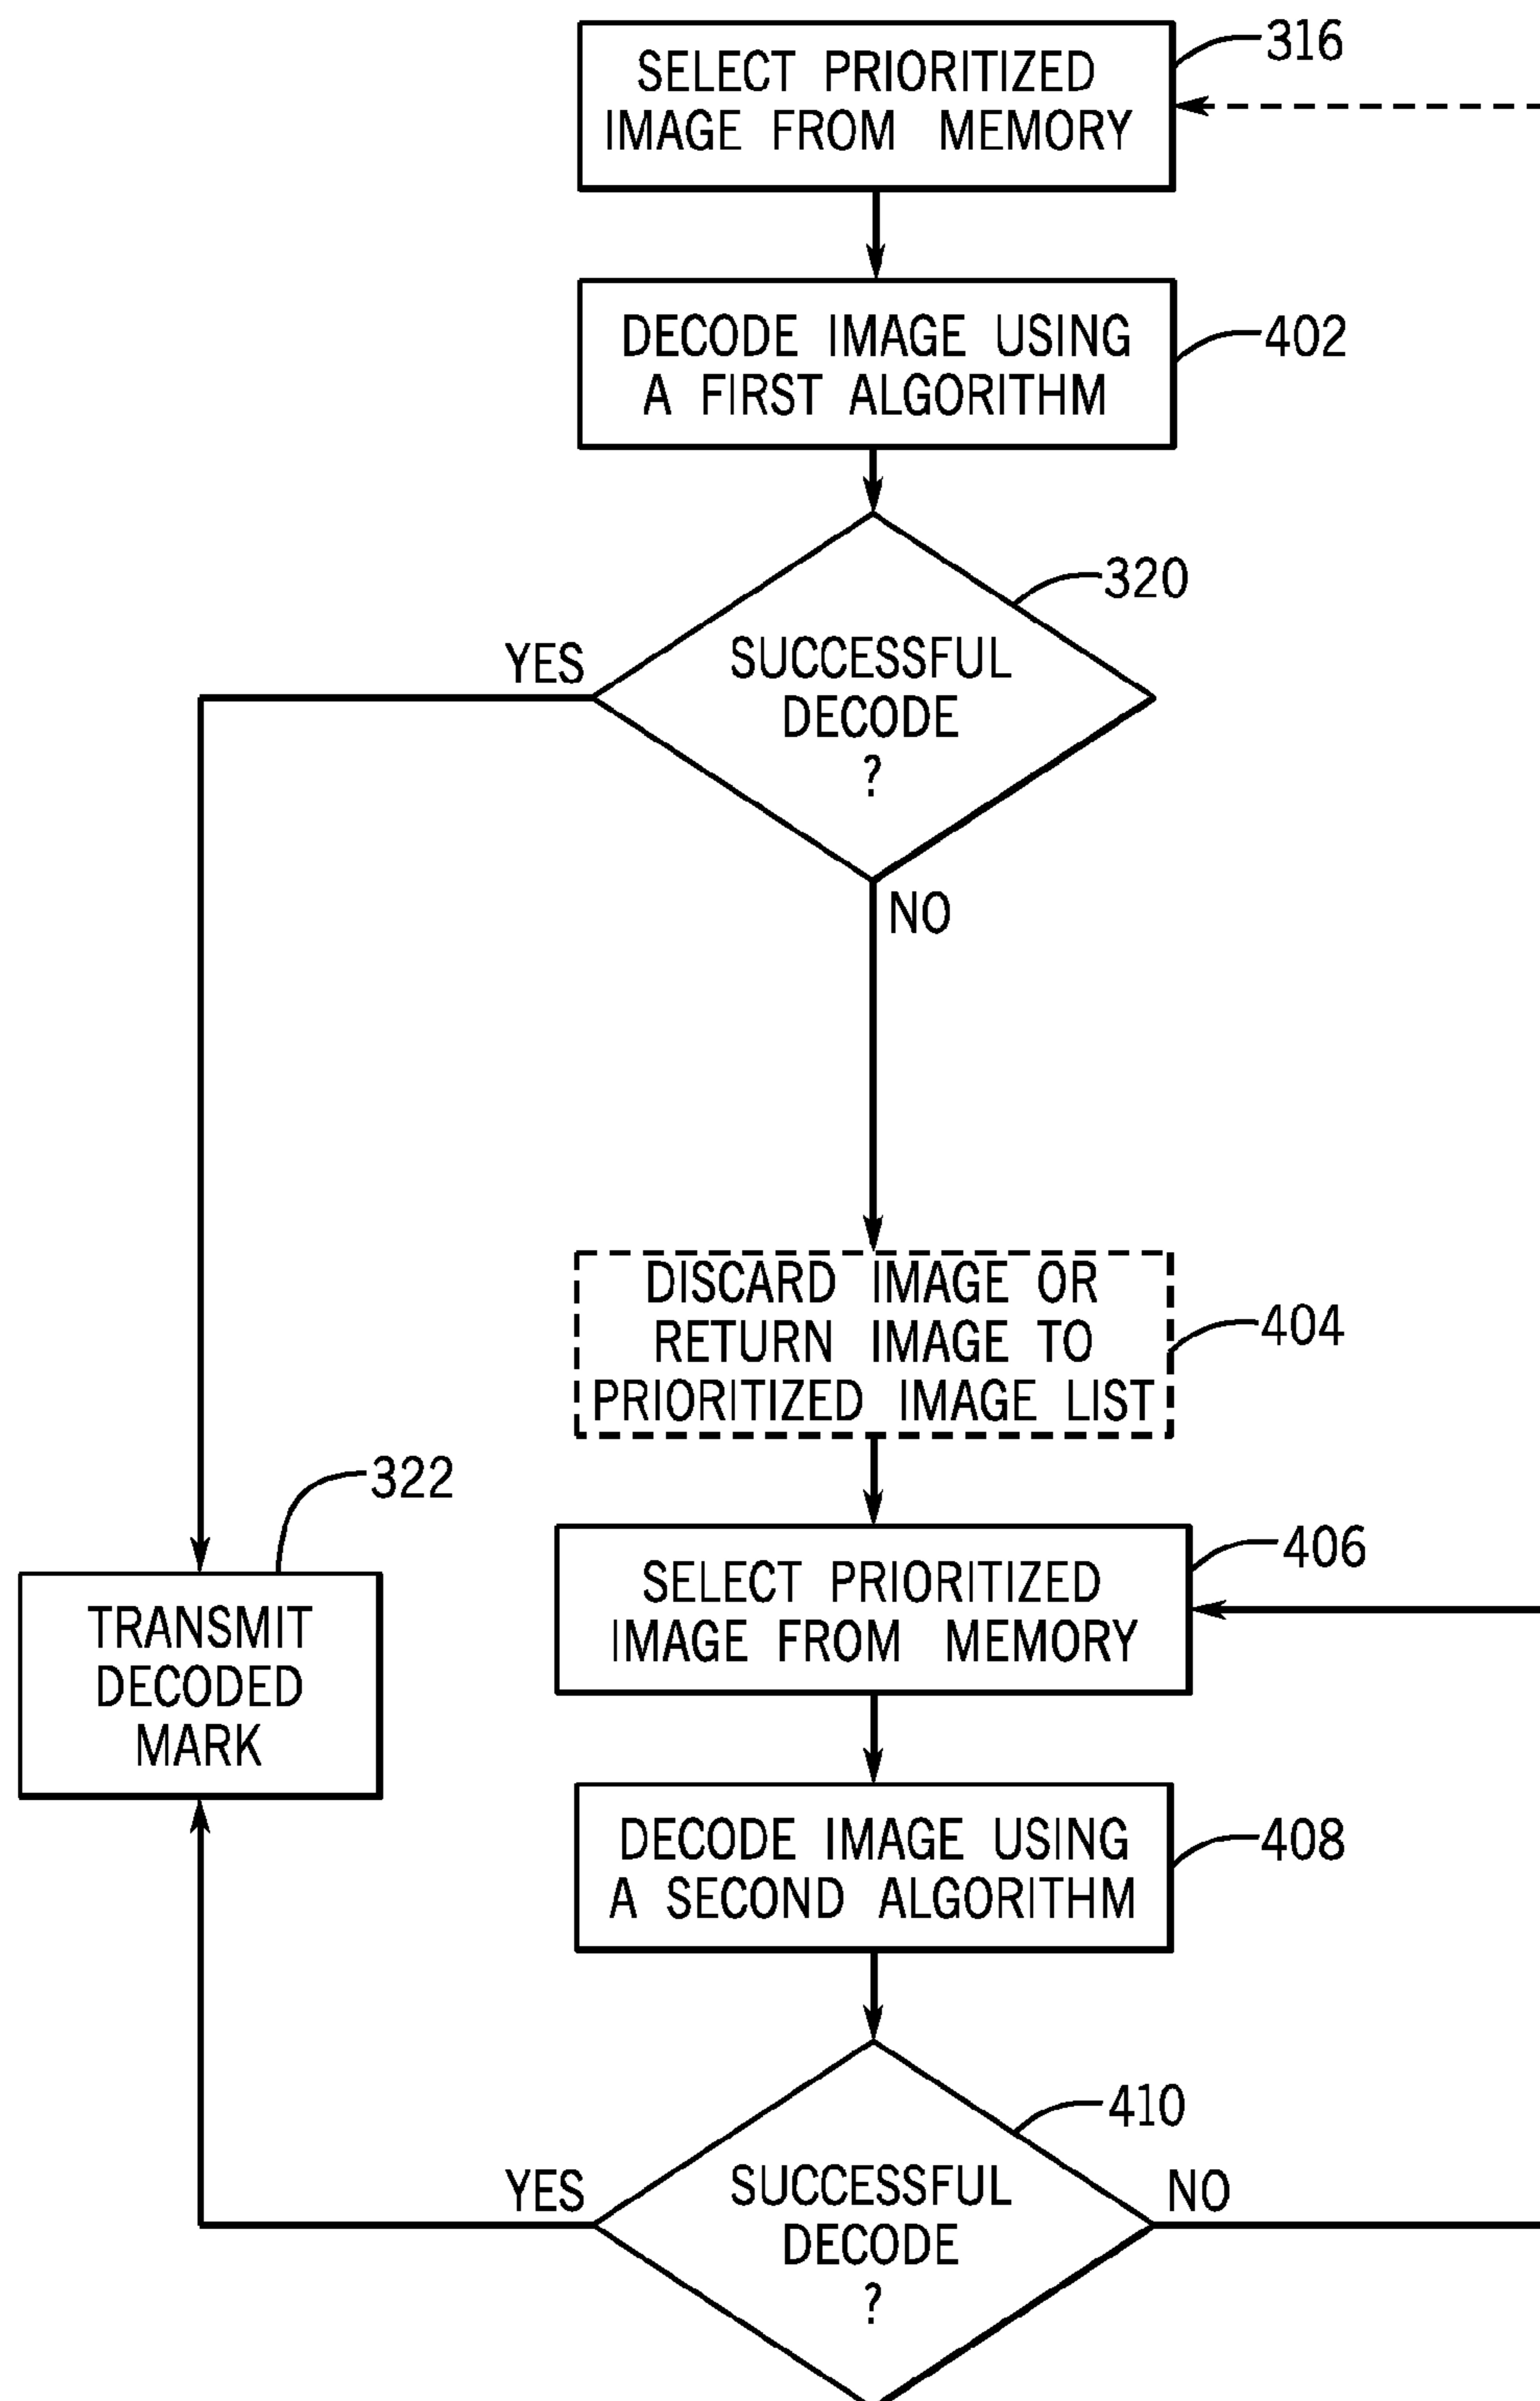 SELECT PRIORITIZED
IMAGE FROM MEMORY
316
DECODE IMAGE USING
A FIRST ALGORITHM
402
320
YES
SUCCESSFUL
DECODE
?
NO
DISCARD IMAGE OR
RETURN IMAGE TO
PRIORITIZED IMAGE LIST
404
322
TRANSMIT
DECODED
MARK
SELECT PRIORITIZED
IMAGE FROM MEMORY
406
DECODE IMAGE USING
A SECOND ALGORITHM
408
410
YES
SUCCESSFUL
DECODE
?
NO